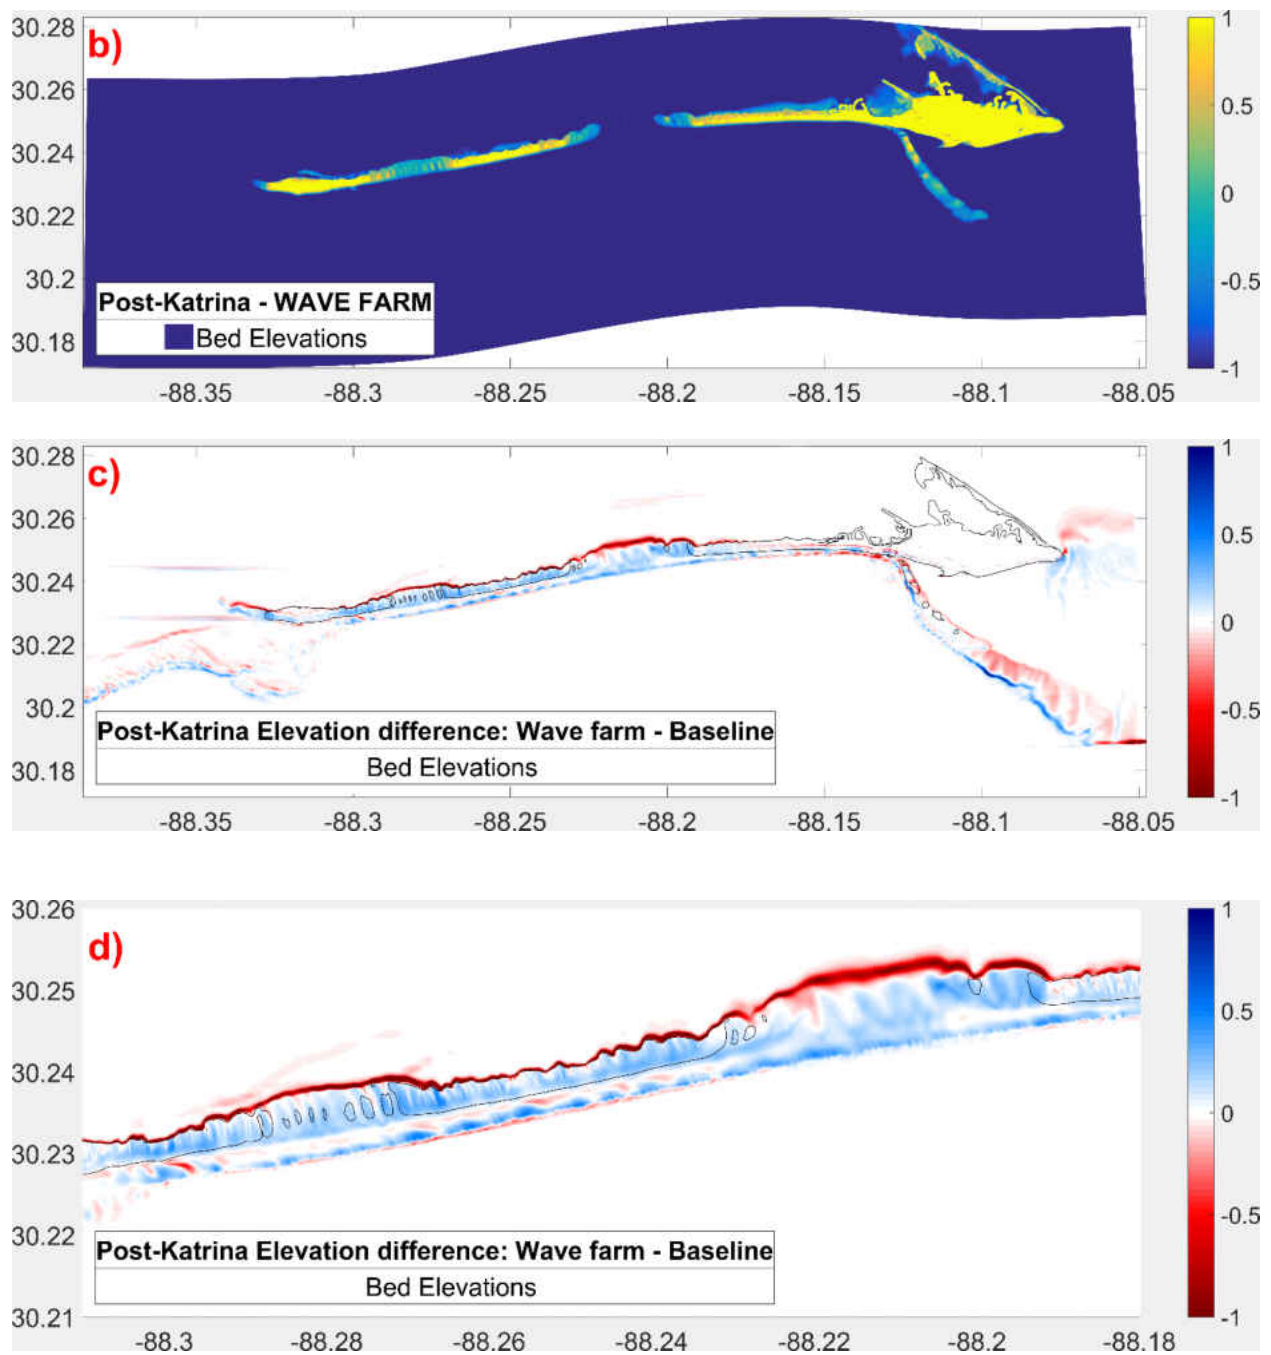 b)
30.28
30.26
30.24
30.22
30.2
30.18
Post-Katrina - WAVE FARM
Bed Elevations
-88.35 -88.3 -88.25 -88.2 -88.15 -88.1 -88.05
1
0.5
0
-0.5
-1
c)
30.28
30.26
30.24
30.22
30.2
30.18
Post-Katrina Elevation difference: Wave farm - Baseline
Bed Elevations
-88.35 -88.3 -88.25 -88.2 -88.15 -88.1 -88.05
1
0.5
0
-0.5
-1
d)
30.26
30.25
30.24
30.23
30.22
30.21
Post-Katrina Elevation difference: Wave farm - Baseline
Bed Elevations
-88.3 -88.28 -88.26 -88.24 -88.22 -88.2 -88.18
1
0.5
0
-0.5
-1